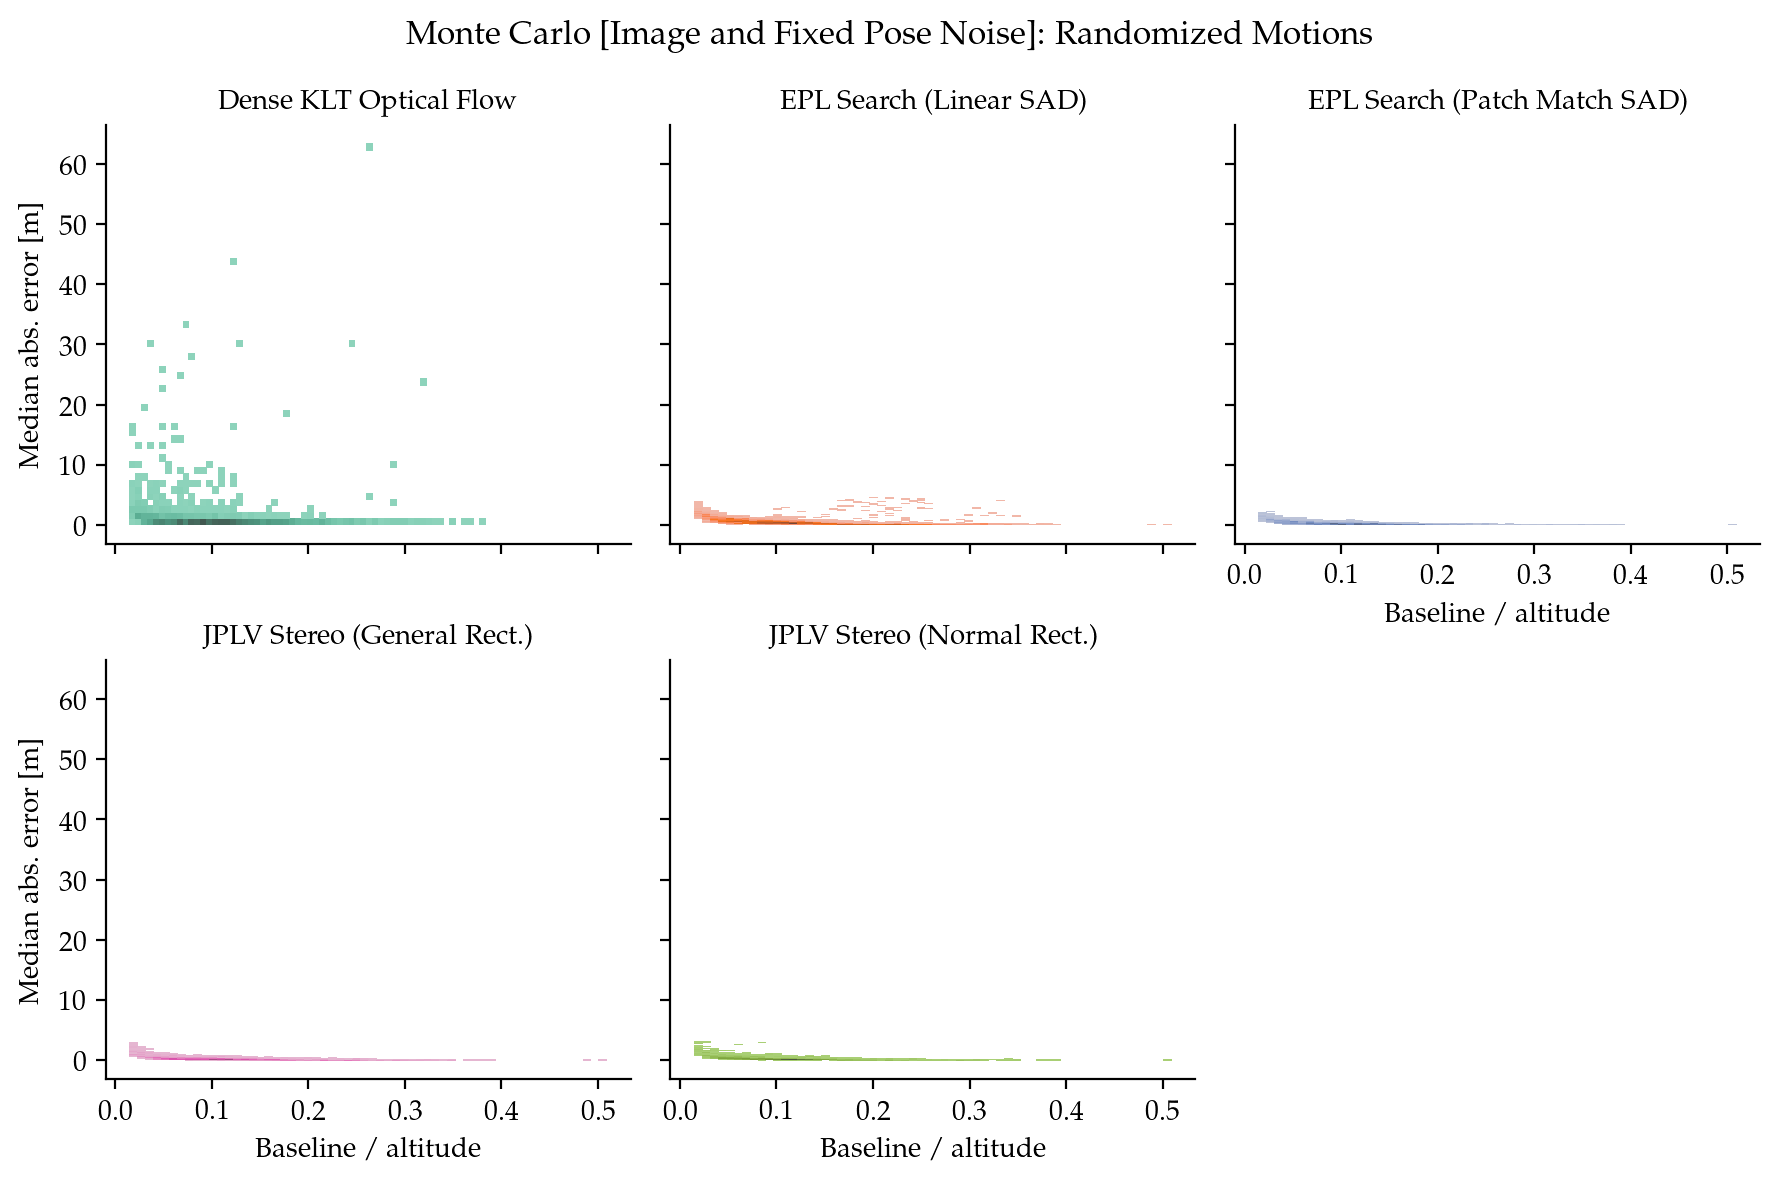 Monte Carlo [Image and Fixed Pose Noise]: Randomized Motions
Dense KLT Optical Flow
EPL Search (Linear SAD)
EPL Search (Patch Match SAD)
Median abs. error [m]
60
50
40
30
20
10
0
0.0 0.1 0.2 0.3 0.4 0.5
Baseline / altitude
JPLV Stereo (General Rect.)
JPLV Stereo (Normal Rect.)
Median abs. error [m]
60
50
40
30
20
10
0
0.0 0.1 0.2 0.3 0.4 0.5
Baseline / altitude
0.0 0.1 0.2 0.3 0.4 0.5
Baseline / altitude